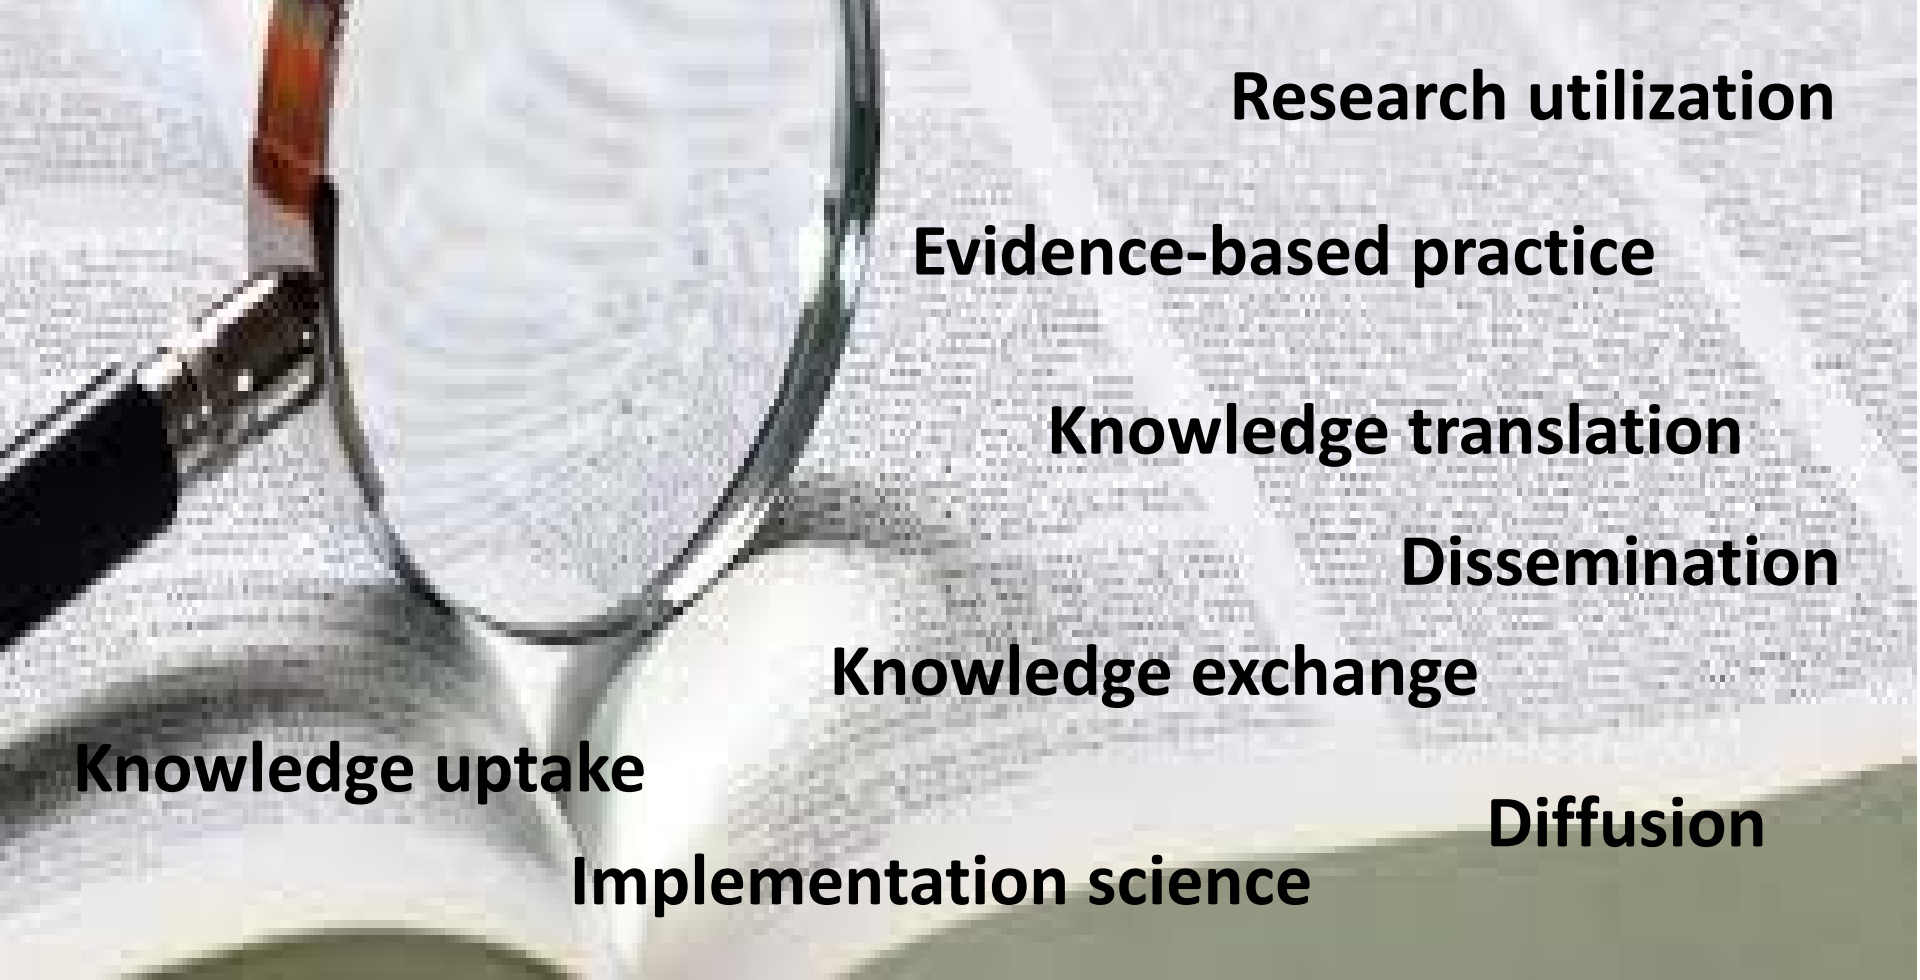 Research utilization
Evidence-based practice
Knowledge translation
Dissemination
Knowledge exchange
Knowledge uptake
Diffusion
Implementation science